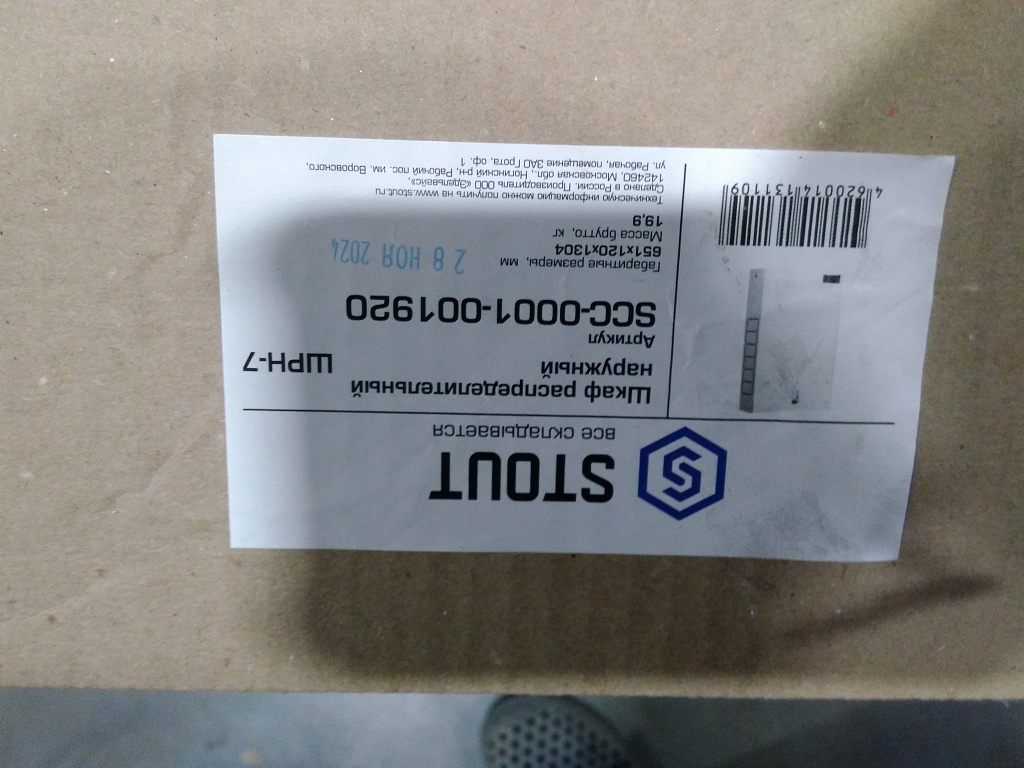 STOUT
ВСЕ СКЛАДЫВАЕТСЯ
Шкаф распределительный
наружный ШРН-7
Артикул
SCC-0001-001920
Габаритные размеры, мм
651x120x1304
28 НОЯ 2024
Масса брутто, кг
19,9
Техническую информацию можно получить на www.stout.ru
Сделано в России. Производитель ООО «Эдельвейс»,
142460, Московская обл., Ногинский р-н, Рабочий пос. им. Воровского,
ул. Рабочая, помещение ЗАО Грота, оф. 1
4620014131109